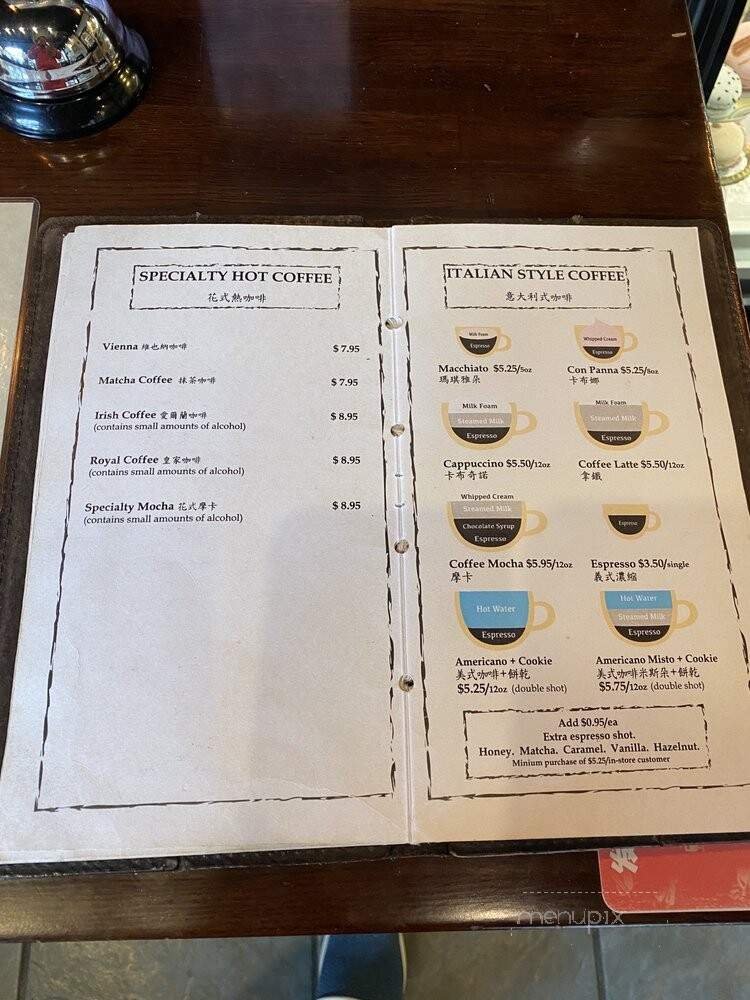 SPECIALTY HOT COFFEE
花式熱咖啡
Vienna 維也納咖啡 $ 7.95
Matcha Coffee 抹茶咖啡 $ 7.95
Irish Coffee 愛爾蘭咖啡 $ 8.95
(contains small amounts of alcohol)
Royal Coffee 皇家咖啡 $ 8.95
(contains small amounts of alcohol)
Specialty Mocha 花式摩卡 $ 8.95
(contains small amounts of alcohol)
ITALIAN STYLE COFFEE
意大利式咖啡
Milk Foam
Espresso
Macchiato $5.25/5oz
瑪琪雅朵
Whipped Cream
Espresso
Con Panna $5.25/8oz
卡布娜
Milk Foam
Steamed Milk
Espresso
Cappuccino $5.50/12oz
卡布奇諾
Milk Foam
Steamed Milk
Espresso
Coffee Latte $5.50/12oz
拿鐵
Whipped Cream
Steamed Milk
Chocolate Syrup
Espresso
Coffee Mocha $5.95/12oz
摩卡
Espresso
Espresso $3.50/single
義式濃縮
Hot Water
Espresso
Americano + Cookie
美式咖啡+餅乾
$5.25/12oz (double shot)
Hot Water
Steamed Milk
Espresso
Americano Misto + Cookie
美式咖啡米斯朵+餅乾
$5.75/12oz (double shot)
Add $0.95/ea
Extra espresso shot.
Honey. Matcha. Caramel. Vanilla. Hazelnut.
Minium purchase of $5.25/in-store customer
menupix